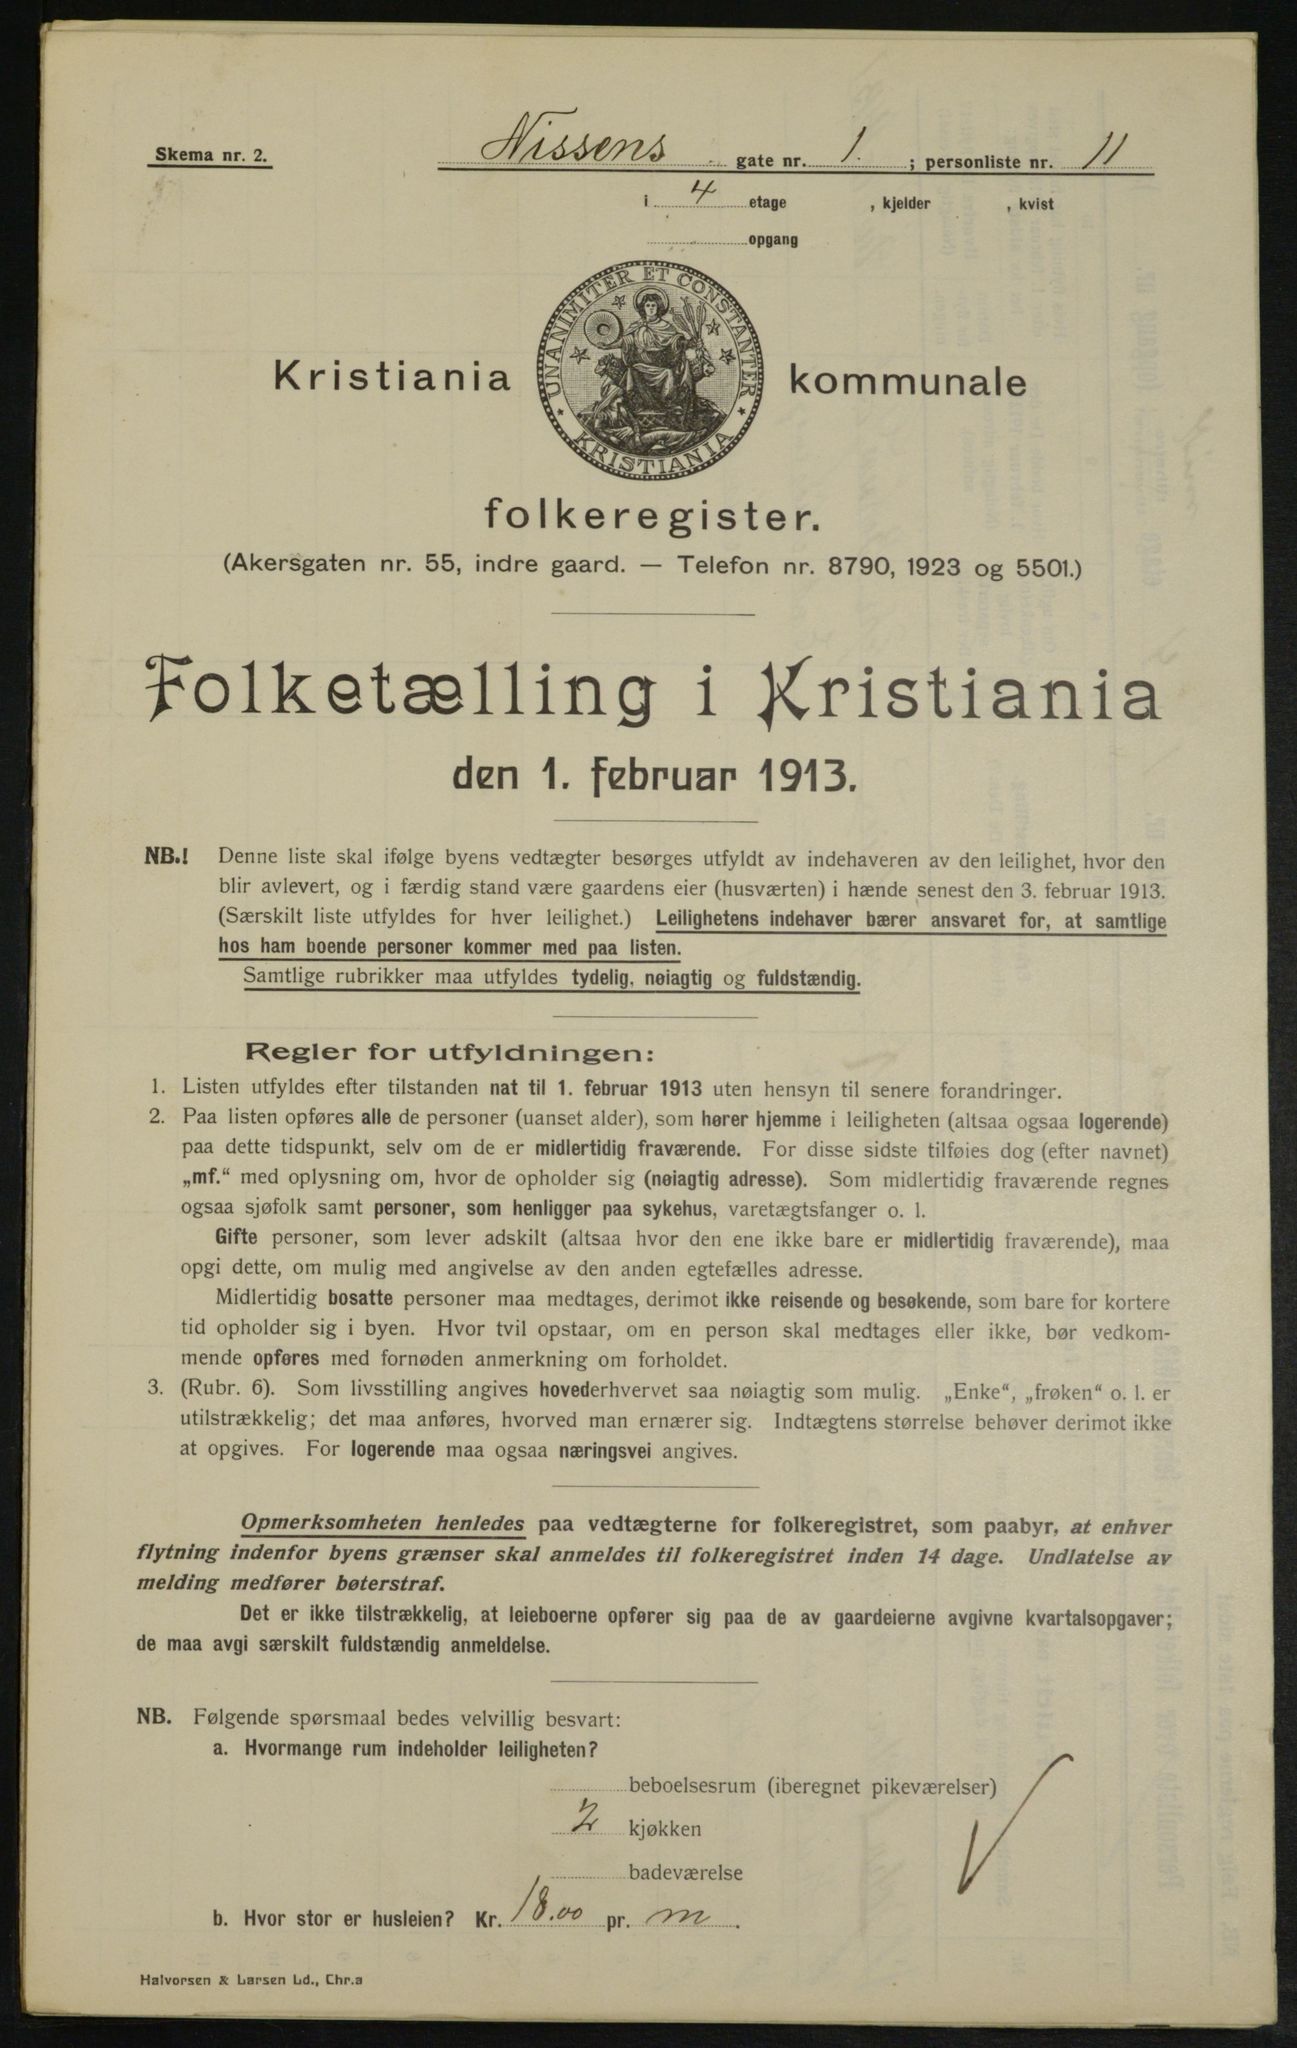 Skema nr. 2.
Nissens gate nr. 1. ; personliste nr. 11
i 4 etage , kjelder , kvist
opgang
UNANIMITER ET CONSTANTER
KRISTIANIA
Kristiania kommunale
folkeregister.
(Akersgaten nr. 55, indre gaard. — Telefon nr. 8790, 1923 og 5501.)
Folketælling i Kristiania
den 1. februar 1913.
NB.! Denne liste skal ifølge byens vedtægter besørges utfyldt av indehaveren av den leilighet, hvor den
blir avlevert, og i færdig stand være gaardens eier (husværten) i hænde senest den 3. februar 1913.
(Særskilt liste utfyldes for hver leilighet.) Leilighetens indehaver bærer ansvaret for, at samtlige
hos ham boende personer kommer med paa listen.
Samtlige rubrikker maa utfyldes tydelig, nøiagtig og fuldstændig.
Regler for utfyldningen:
1. Listen utfyldes efter tilstanden nat til 1. februar 1913 uten hensyn til senere forandringer.
2. Paa listen opføres alle de personer (uanset alder), som hører hjemme i leiligheten (altsaa ogsaa logerende)
paa dette tidspunkt, selv om de er midlertidig fraværende. For disse sidste tilføies dog (efter navnet)
„mf.“ med oplysning om, hvor de opholder sig (nøiagtig adresse). Som midlertidig fraværende regnes
ogsaa sjøfolk samt personer, som henligger paa sykehus, varetægtsfanger o. l.
Gifte personer, som lever adskilt (altsaa hvor den ene ikke bare er midlertidig fraværende), maa
opgi dette, om mulig med angivelse av den anden egtefælles adresse.
Midlertidig bosatte personer maa medtages, derimot ikke reisende og besøkende, som bare for kortere
tid opholder sig i byen. Hvor tvil opstaar, om en person skal medtages eller ikke, bør vedkom-
mende opføres med fornøden anmerkning om forholdet.
3. (Rubr. 6). Som livsstilling angives hovederhvervet saa nøiagtig som mulig. „Enke“, „frøken“ o. l. er
utilstrækkelig; det maa anføres, hvorved man ernærer sig. Indtægtens størrelse behøver derimot ikke
at opgives. For logerende maa ogsaa næringsvei angives.
Opmerksomheten henledes paa vedtægterne for folkeregistret, som paabyr, at enhver
flytning indenfor byens grænser skal anmeldes til folkeregistret inden 14 dage. Undlatelse av
melding medfører bøterstraf.
Det er ikke tilstrækkelig, at leieboerne opfører sig paa de av gaardeierne avgivne kvartalsopgaver;
de maa avgi særskilt fuldstændig anmeldelse.
NB. Følgende spørsmaal bedes velvillig besvart:
a. Hvormange rum indeholder leiligheten?
beboelsesrum (iberegnet pikeværelser)
2 kjøkken
badeværelse
b. Hvor stor er husleien? Kr. 18.00 pr. m.
Halvorsen & Larsen Ld., Chr.a